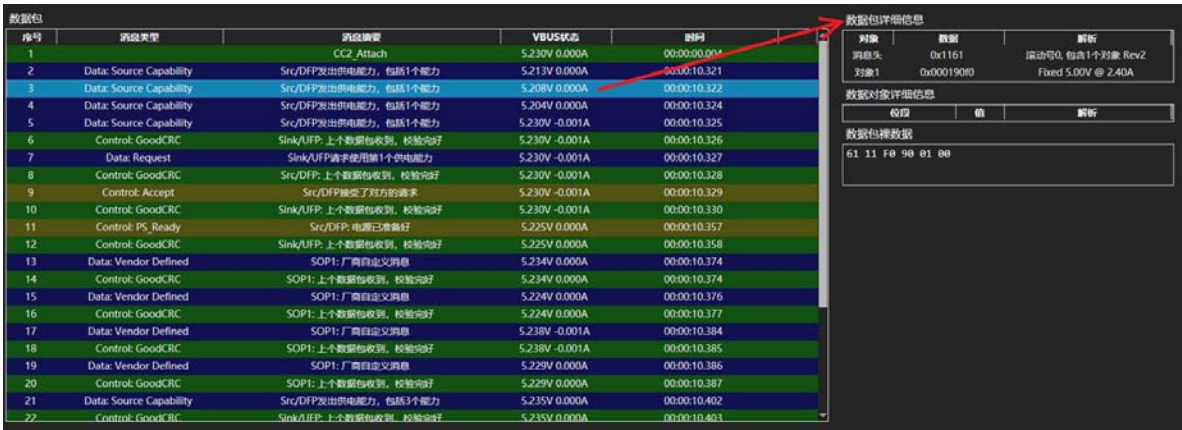 数据包
序号 消息类型 消息摘要 VBUS状态 时间
1 CC2_Attach 5.230V 0.000A 00:00:00.004
2 Data: Source Capability Src/DFP发出供电能力，包括1个能力 5.213V 0.000A 00:00:10.321
3 Data: Source Capability Src/DFP发出供电能力，包括1个能力 5.208V 0.000A 00:00:10.322
4 Data: Source Capability Src/DFP发出供电能力，包括1个能力 5.204V 0.000A 00:00:10.324
5 Data: Source Capability Src/DFP发出供电能力，包括1个能力 5.230V -0.001A 00:00:10.325
6 Control: GoodCRC Sink/UFP: 上个数据包收到，校验完好 5.230V -0.001A 00:00:10.326
7 Data: Request Sink/UFP请求使用第1个供电能力 5.230V -0.001A 00:00:10.327
8 Control: GoodCRC Src/DFP: 上个数据包收到，校验完好 5.230V -0.001A 00:00:10.328
9 Control: Accept Src/DFP接受了对方的请求 5.230V -0.001A 00:00:10.329
10 Control: GoodCRC Sink/UFP: 上个数据包收到，校验完好 5.230V -0.001A 00:00:10.330
11 Control: PS_Ready Src/DFP: 电源已准备好 5.225V 0.000A 00:00:10.357
12 Control: GoodCRC Sink/UFP: 上个数据包收到，校验完好 5.225V 0.000A 00:00:10.358
13 Data: Vendor Defined SOP1: 厂商自定义消息 5.234V 0.000A 00:00:10.374
14 Control: GoodCRC SOP1: 上个数据包收到，校验完好 5.234V 0.000A 00:00:10.374
15 Data: Vendor Defined SOP1: 厂商自定义消息 5.224V 0.000A 00:00:10.376
16 Control: GoodCRC SOP1: 上个数据包收到，校验完好 5.224V 0.000A 00:00:10.377
17 Data: Vendor Defined SOP1: 厂商自定义消息 5.238V -0.001A 00:00:10.384
18 Control: GoodCRC SOP1: 上个数据包收到，校验完好 5.238V -0.001A 00:00:10.385
19 Data: Vendor Defined SOP1: 厂商自定义消息 5.229V 0.000A 00:00:10.386
20 Control: GoodCRC SOP1: 上个数据包收到，校验完好 5.229V 0.000A 00:00:10.387
21 Data: Source Capability Src/DFP发出供电能力，包括3个能力 5.235V 0.000A 00:00:10.402
22 Control: GoodCRC Sink/UFP: 上个数据包收到，校验完好 5.235V 0.000A 00:00:10.403
数据包详细信息
对象 数据 解析
消息头 0x1161 滚动号0, 包含1个对象 Rev2
对象1 0x000190f0 Fixed 5.00V @ 2.40A
数据对象详细信息
位段 值 解析
数据包裸数据
61 11 F0 90 01 00